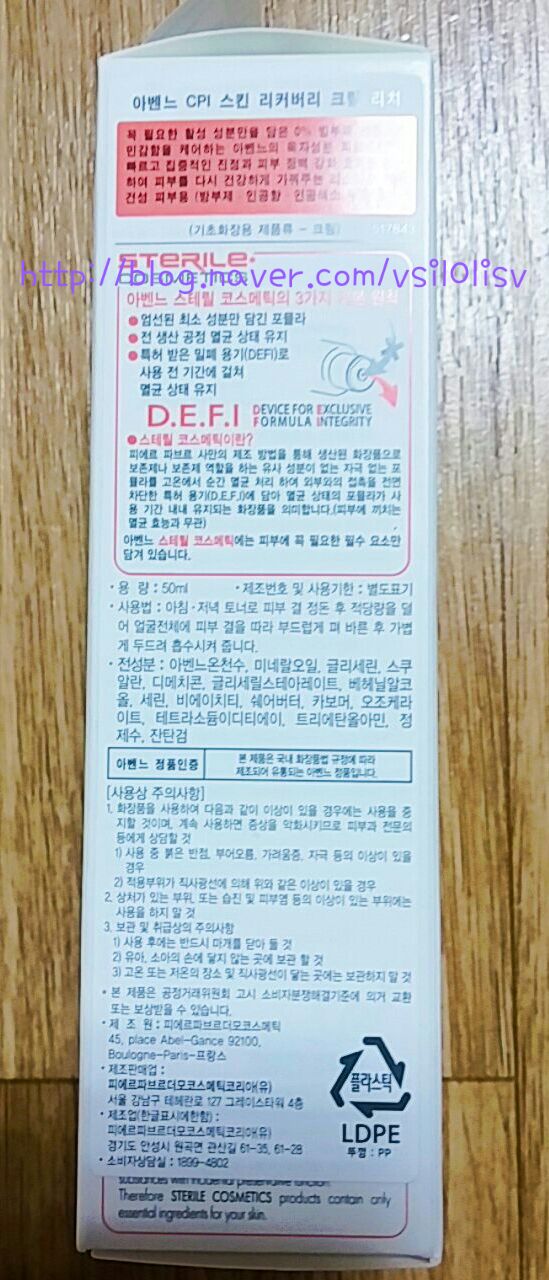 아벤느 CPI 스킨 리커버리 크림 리치
꼭 필요한 활성 성분만을 담은 0% 방부제
민감함을 케어하는 아벤느의 독자성분
빠르고 집중적인 진정과 피부 장벽 강화
하여 피부를 다시 건강하게 가꿔주는
건성 피부용 (방부제·인공향·인공색소
(기초화장용 제품류 - 크림) 517843
STERILE
COSMETICS
http://blog.naver.com/vsil0lisv
아벤느 스테릴 코스메틱의 3가지 원칙
● 엄선된 최소 성분만 담긴 포뮬라
● 전 생산 공정 멸균 상태 유지
● 특허 받은 밀폐 용기(DEFI)로
사용 전 기간에 걸쳐
멸균 상태 유지
D.E.F.I DEVICE FOR EXCLUSIVE
FORMULA INTEGRITY
● 스테릴 코스메틱이란?
피에르 파브르 사만의 제조 방법을 통해 생산된 화장품으로
보존제나 보존제 역할을 하는 유사 성분이 없는 자극 없는 포
뮬라를 고온에서 순간 멸균 처리 하여 외부와의 접촉을 전면
차단한 특허 용기(D.E.F.I)에 담아 멸균 상태의 포뮬라가 사
용 기간 내내 유지되는 화장품을 의미합니다.(피부에 끼치는
멸균 효능과 무관)
아벤느 스테릴 코스메틱에는 피부에 꼭 필요한 필수 요소만
담겨 있습니다.
• 용 량 : 50ml • 제조번호 및 사용기한 : 별도표기
• 사용법 : 아침·저녁 토너로 피부 결 정돈 후 적당량을 덜
어 얼굴전체에 피부 결을 따라 부드럽게 펴 바른 후 가볍
게 두드려 흡수시켜 줍니다.
• 전성분 : 아벤느온천수, 미네랄오일, 글리세린, 스쿠
알란, 디메치콘, 글리세릴스테아레이트, 베헤닐알코
올, 세린, 비에이치티, 쉐어버터, 카보머, 오조케라
이트, 테트라소듐이디티에이, 트리에탄올아민, 정
제수, 잔탄검
아벤느 정품인증 본 제품은 국내 화장품법 규정에 따라
제조되어 유통되는 아벤느 정품입니다.
[사용상 주의사항]
1. 화장품을 사용하여 다음과 같이 이상이 있을 경우에는 사용을 중
지할 것이며, 계속 사용하면 증상을 악화시키므로 피부과 전문의
등에게 상담할 것
1) 사용 중 붉은 반점, 부어오름, 가려움증, 자극 등의 이상이 있을
경우
2) 적용부위가 직사광선에 의해 위와 같은 이상이 있을 경우
2. 상처가 있는 부위, 또는 습진 및 피부염 등의 이상이 있는 부위에는
사용을 하지 말 것
3. 보관 및 취급상의 주의사항
1) 사용 후에는 반드시 마개를 닫아 둘 것
2) 유아, 소아의 손에 닿지 않는 곳에 보관 할 것
3) 고온 또는 저온의 장소 및 직사광선이 닿는 곳에는 보관하지 말 것
• 본 제품은 공정거래위원회 고시 소비자분쟁해결기준에 의거 교환
또는 보상받을 수 있습니다.
• 제 조 원 : 피에르파브르더모코스메틱
45, place Abel-Gance 92100,
Boulogne-Paris-프랑스
• 제조판매업 :
피에르파브르더모코스메틱코리아(유)
서울 강남구 테헤란로 127 그레이스타워 4층
• 제조업(한글표시에한함) :
피에르파브르더모코스메틱코리아(유)
경기도 안성시 원곡면 관산길 61-35, 61-28
• 소비자상담실 : 1899-4802
플라스틱
LDPE
뚜껑 : PP
substances with incidental preservative function.
Therefore STERILE COSMETICS products contain only
essential ingredients for your skin.